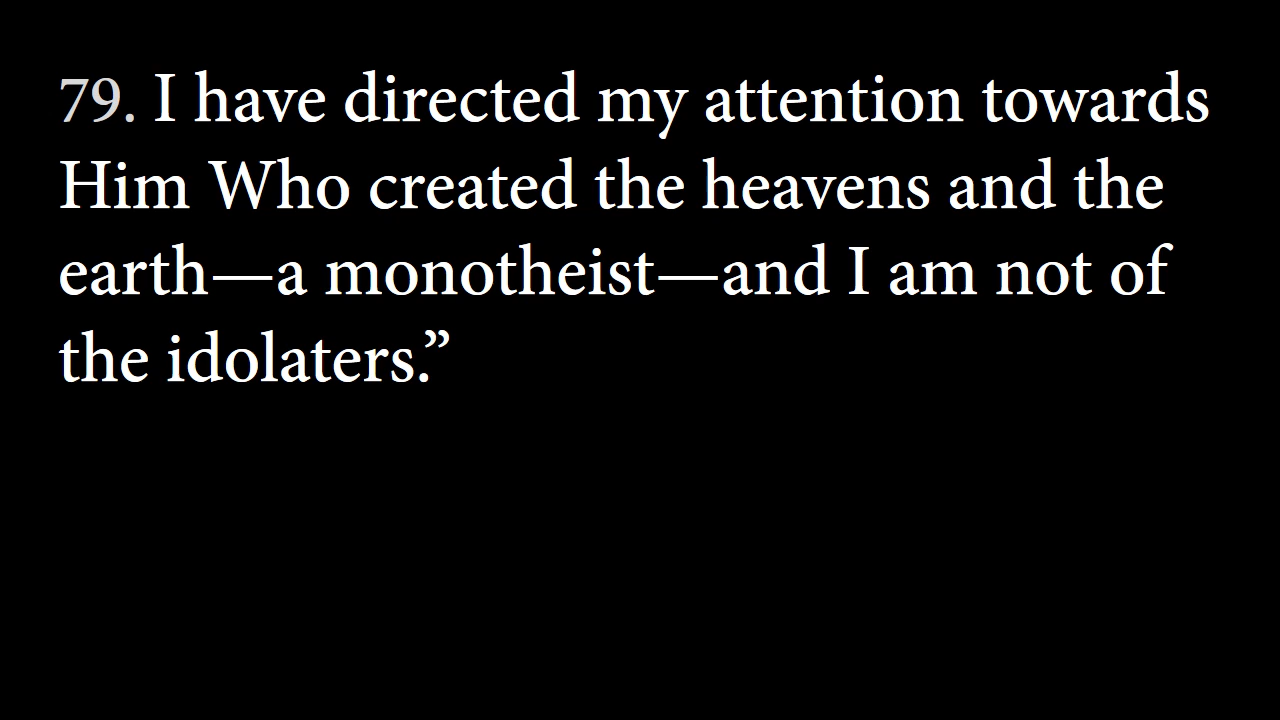 79. I have directed my attention towards
Him Who created the heavens and the
earth—a monotheist—and I am not of
the idolaters.”